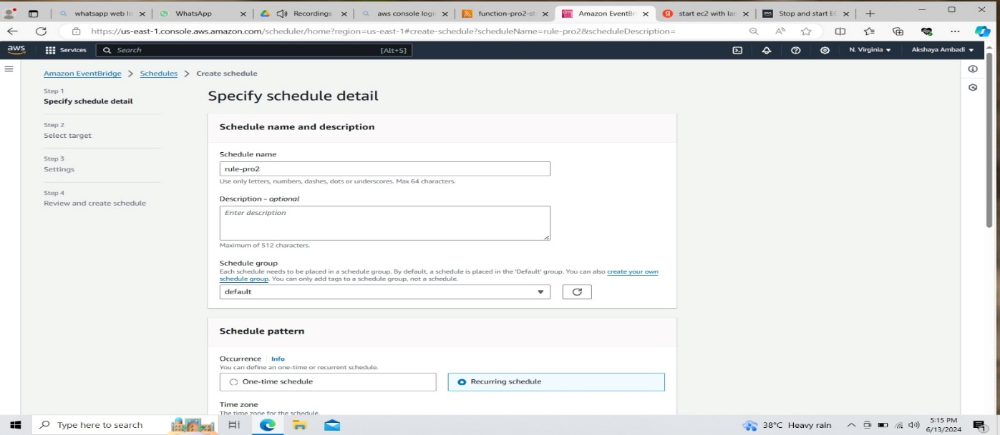 whatsapp web lo
WhatsApp
Recordings
aws console logi
function-pro2-st
Amazon EventBr
start ec2 with lan
Stop and start EC
https://us-east-1.console.aws.amazon.com/scheduler/home?region=us-east-1#create-schedule?scheduleName=rule-pro2&scheduleDescription=
aws
Services
Search
[Alt+S]
N. Virginia
Akshaya Ambadi
Amazon EventBridge > Schedules > Create schedule
Step 1
Specify schedule detail
Step 2
Select target
Step 3
Settings
Step 4
Review and create schedule
Specify schedule detail
Schedule name and description
Schedule name
rule-pro2
Use only letters, numbers, dashes, dots or underscores. Max 64 characters.
Description - optional
Enter description
Maximum of 512 characters.
Schedule group
Each schedule needs to be placed in a schedule group. By default, a schedule is placed in the 'Default' group. You can also create your own
schedule group. You can only add tags to a schedule group, not a schedule.
default
Schedule pattern
Occurrence Info
You can define an one-time or recurrent schedule.
One-time schedule
Recurring schedule
Time zone
The time zone for the schedule.
Type here to search
38°C Heavy rain
5:15 PM
6/13/2024